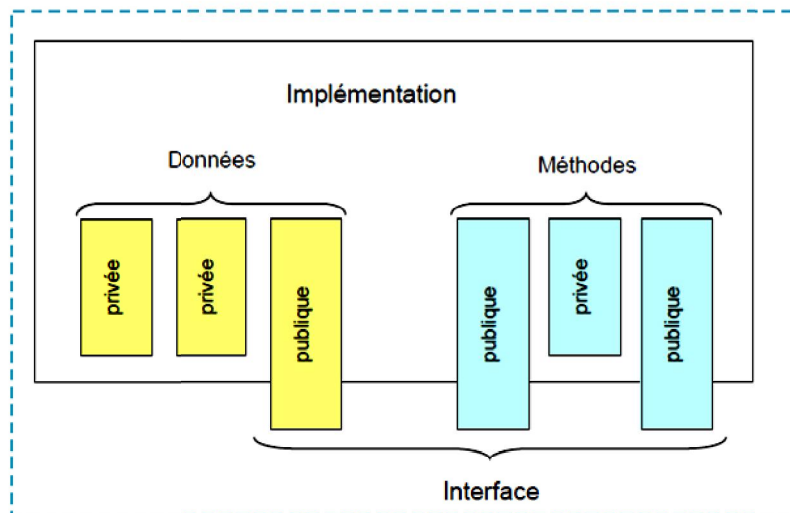 Implémentation
Données
Méthodes
privée
privée
publique
publique
privée
publique
Interface